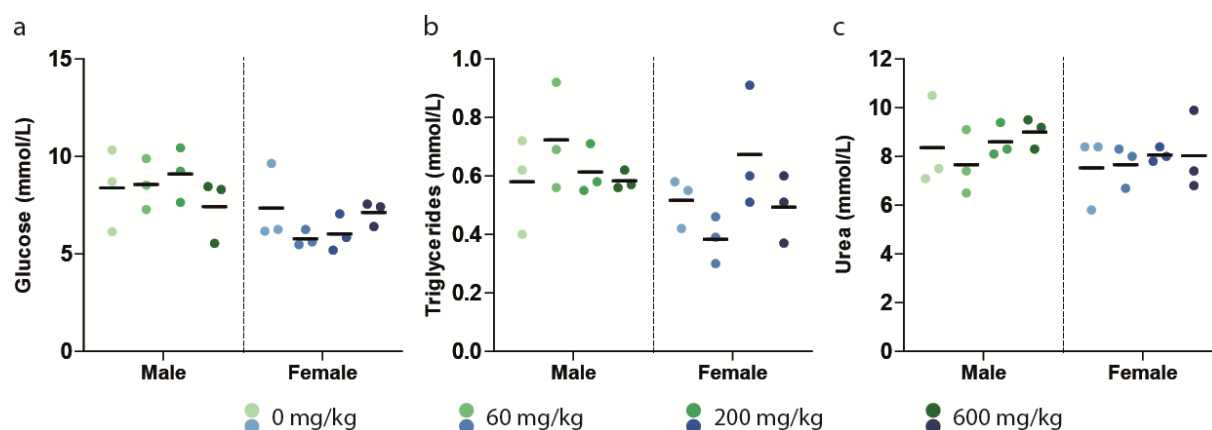 a
b
c
Glucose (mmol/L)
15
10
5
0
Male
Female
Triglycerides (mmol/L)
1.0
0.8
0.6
0.4
0.2
0.0
Male
Female
Urea (mmol/L)
12
10
8
6
4
2
0
Male
Female
0 mg/kg
60 mg/kg
200 mg/kg
600 mg/kg